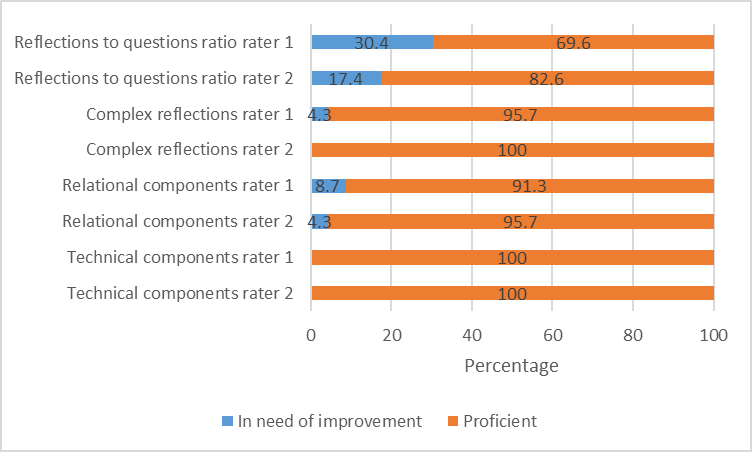 Reflections to questions ratio rater 1 30.4 69.6
Reflections to questions ratio rater 2 17.4 82.6
Complex reflections rater 1 4.3 95.7
Complex reflections rater 2 100
Relational components rater 1 8.7 91.3
Relational components rater 2 4.3 95.7
Technical components rater 1 100
Technical components rater 2 100
0 20 40 60 80 100
Percentage
In need of improvement Proficient